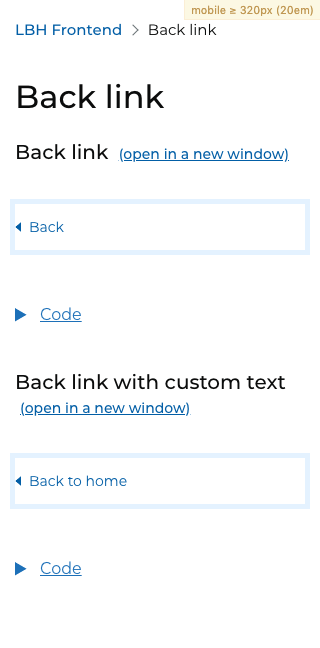 mobile ≥ 320px (20em)
LBH Frontend > Back link
Back link
Back link (open in a new window)
Back
Code
Back link with custom text
(open in a new window)
Back to home
Code